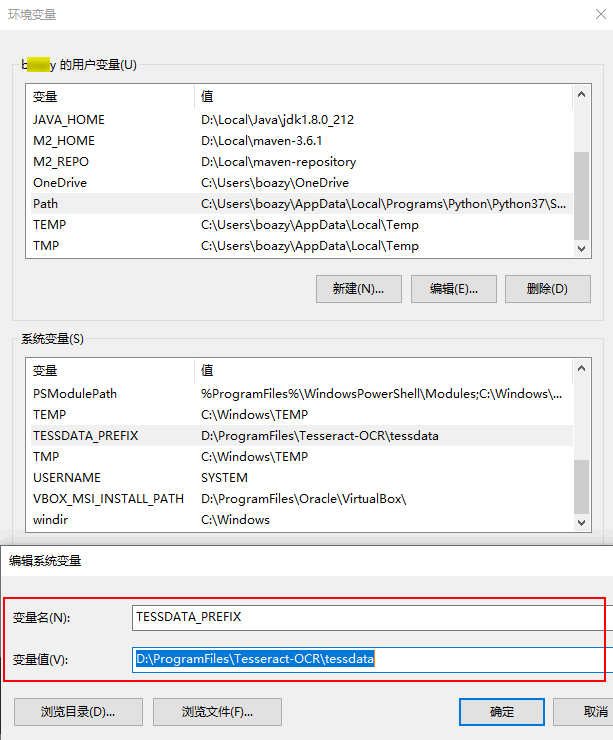 环境变量
b y 的用户变量(U)
变量 值
JAVA_HOME D:\Local\Java\jdk1.8.0_212
M2_HOME D:\Local\maven-3.6.1
M2_REPO D:\Local\maven-repository
OneDrive C:\Users\boazy\OneDrive
Path C:\Users\boazy\AppData\Local\Programs\Python\Python37\S...
TEMP C:\Users\boazy\AppData\Local\Temp
TMP C:\Users\boazy\AppData\Local\Temp
新建(N)... 编辑(E)... 删除(D)
系统变量(S)
变量 值
PSModulePath %ProgramFiles%\WindowsPowerShell\Modules;C:\Windows\...
TEMP C:\Windows\TEMP
TESSDATA_PREFIX D:\ProgramFiles\Tesseract-OCR\tessdata
TMP C:\Windows\TEMP
USERNAME SYSTEM
VBOX_MSI_INSTALL_PATH D:\ProgramFiles\Oracle\VirtualBox\
windir C:\Windows
编辑系统变量
变量名(N): TESSDATA_PREFIX
变量值(V): D:\ProgramFiles\Tesseract-OCR\tessdata
浏览目录(D)... 浏览文件(F)... 确定 取消